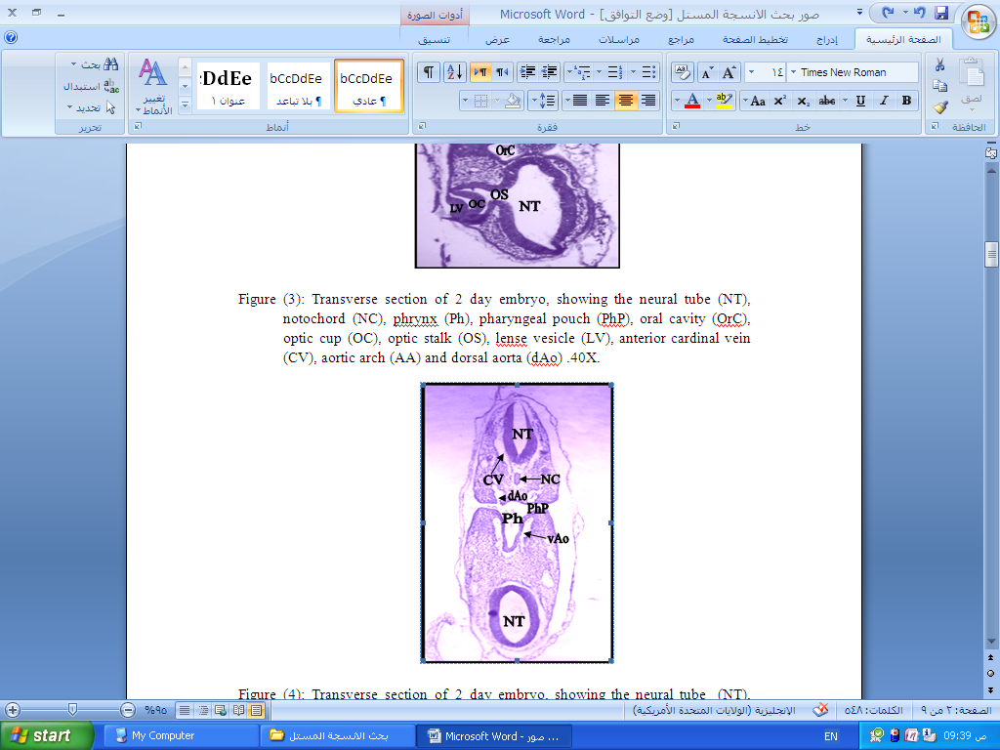 صور بحث الانسجة المستل [وضع التوافق] - Microsoft Word
أدوات الصورة
الصفحة الرئيسية
إدراج
تخطيط الصفحة
مراجع
مراسلات
مراجعة
عرض
تنسيق
لصق
الحافظة
Times New Roman
١٤
خط
فقرة
bCcDdEe
¶ عادي
bCcDdEe
¶ بلا تباعد
DdEe:
عنوان ١
تغيير الأنماط
أنماط
بحث
استبدال
تحديد
تحرير
OrC
OS
LV OC NT
Figure (3): Transverse section of 2 day embryo, showing the neural tube (NT),
notochord (NC), phrynx (Ph), pharyngeal pouch (PhP), oral cavity (OrC),
optic cup (OC), optic stalk (OS), lense vesicle (LV), anterior cardinal vein
(CV), aortic arch (AA) and dorsal aorta (dAo) .40X.
NT
CV NC
dAo
PhP
Ph
vAo
NT
Figure (4): Transverse section of 2 day embryo, showing the neural tube (NT),
الصفحة: ٢ من ٩
الكلمات: ٥٤٨
الإنجليزية (الولايات المتحدة الأمريكية)
٩٥%
start
My Computer
بحث الانسجة المستل
Microsoft Word - صور ...
EN
09:39 ص